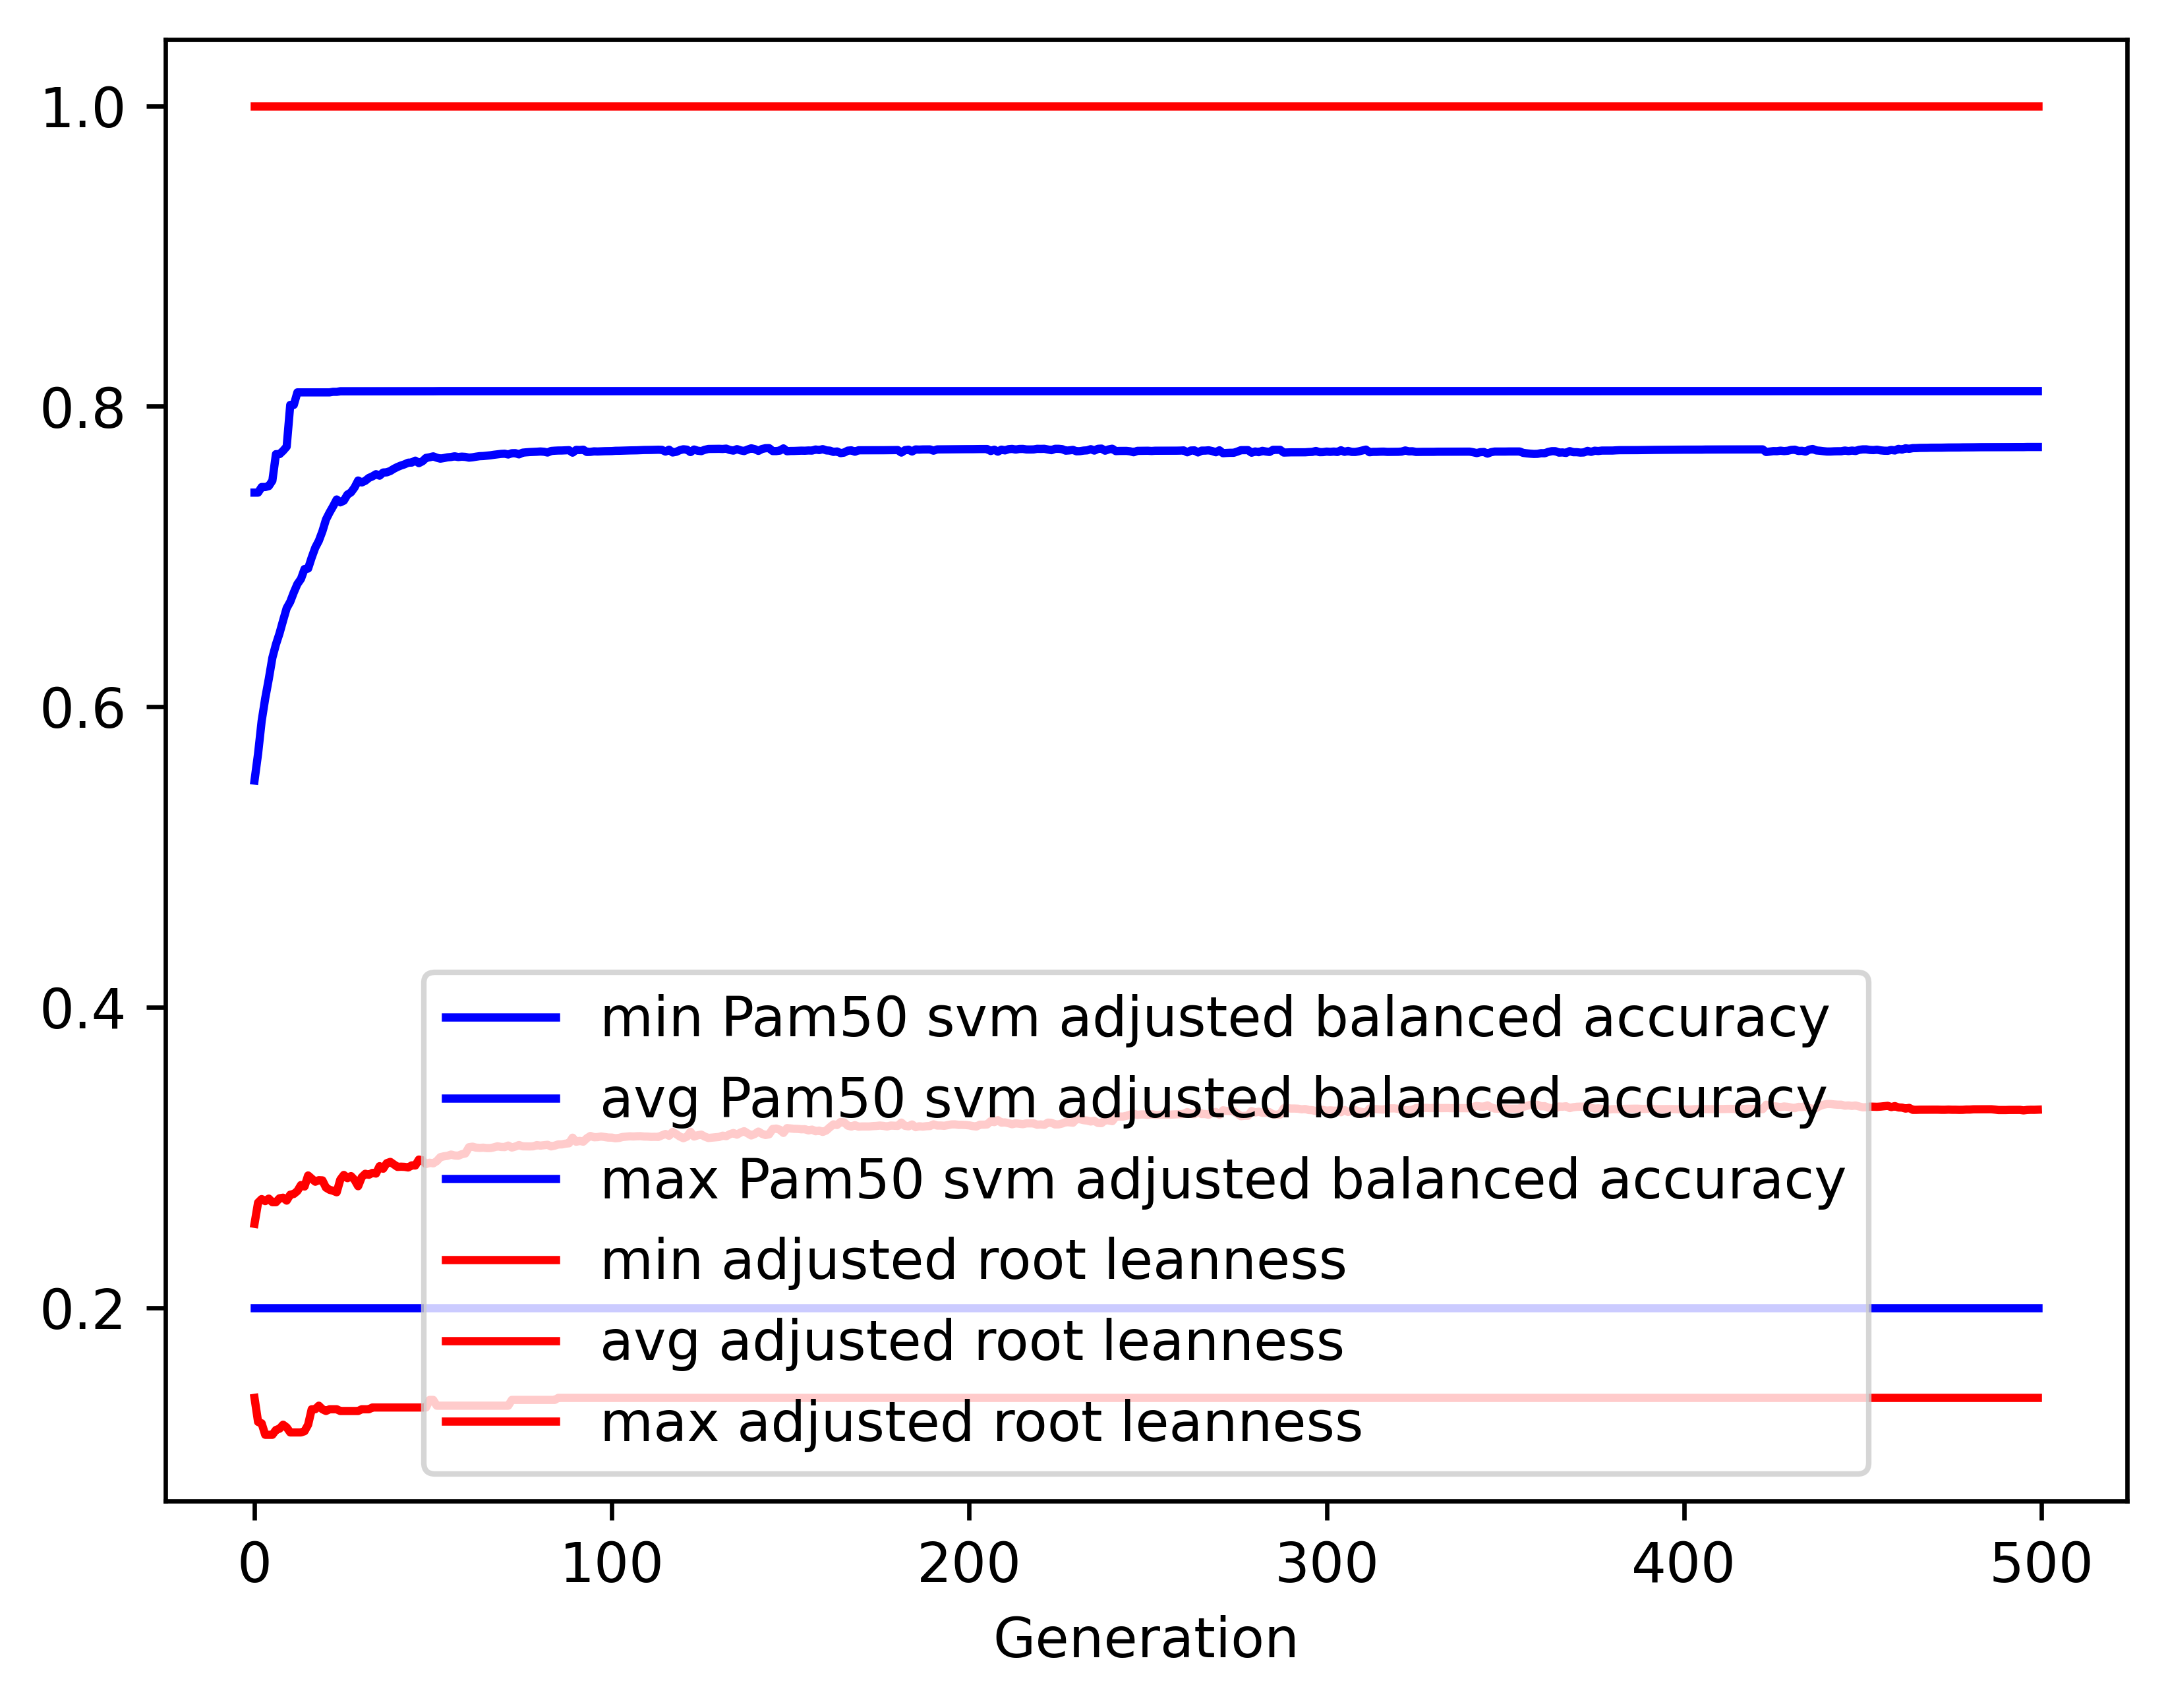 1.0
0.8
0.6
0.4
0.2
min Pam50 svm adjusted balanced accuracy
avg Pam50 svm adjusted balanced accuracy
max Pam50 svm adjusted balanced accuracy
min adjusted root leanness
avg adjusted root leanness
max adjusted root leanness
0 100 200 300 400 500
Generation